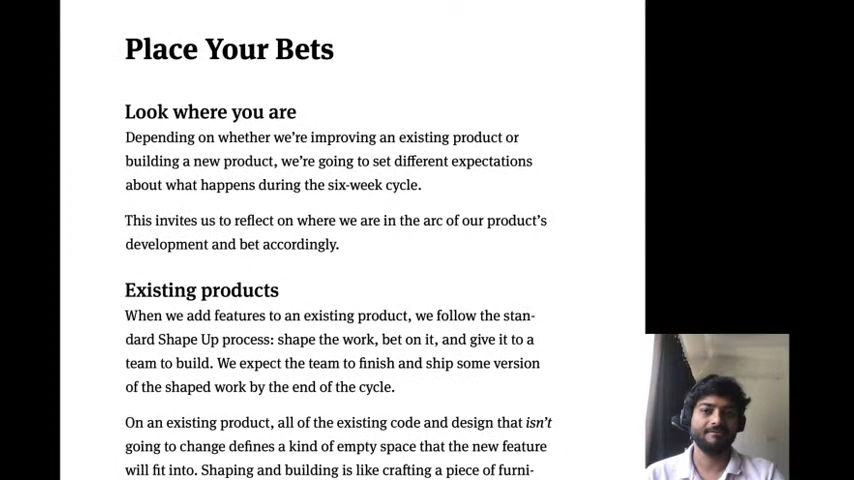 Place Your Bets
Look where you are
Depending on whether we're improving an existing product or
building a new product, we're going to set different expectations
about what happens during the six-week cycle.
This invites us to reflect on where we are in the arc of our product's
development and bet accordingly.
Existing products
When we add features to an existing product, we follow the stan-
dard Shape Up process: shape the work, bet on it, and give it to a
team to build. We expect the team to finish and ship some version
of the shaped work by the end of the cycle.
On an existing product, all of the existing code and design that isn't
going to change defines a kind of empty space that the new feature
will fit into. Shaping and building is like crafting a piece of furni-